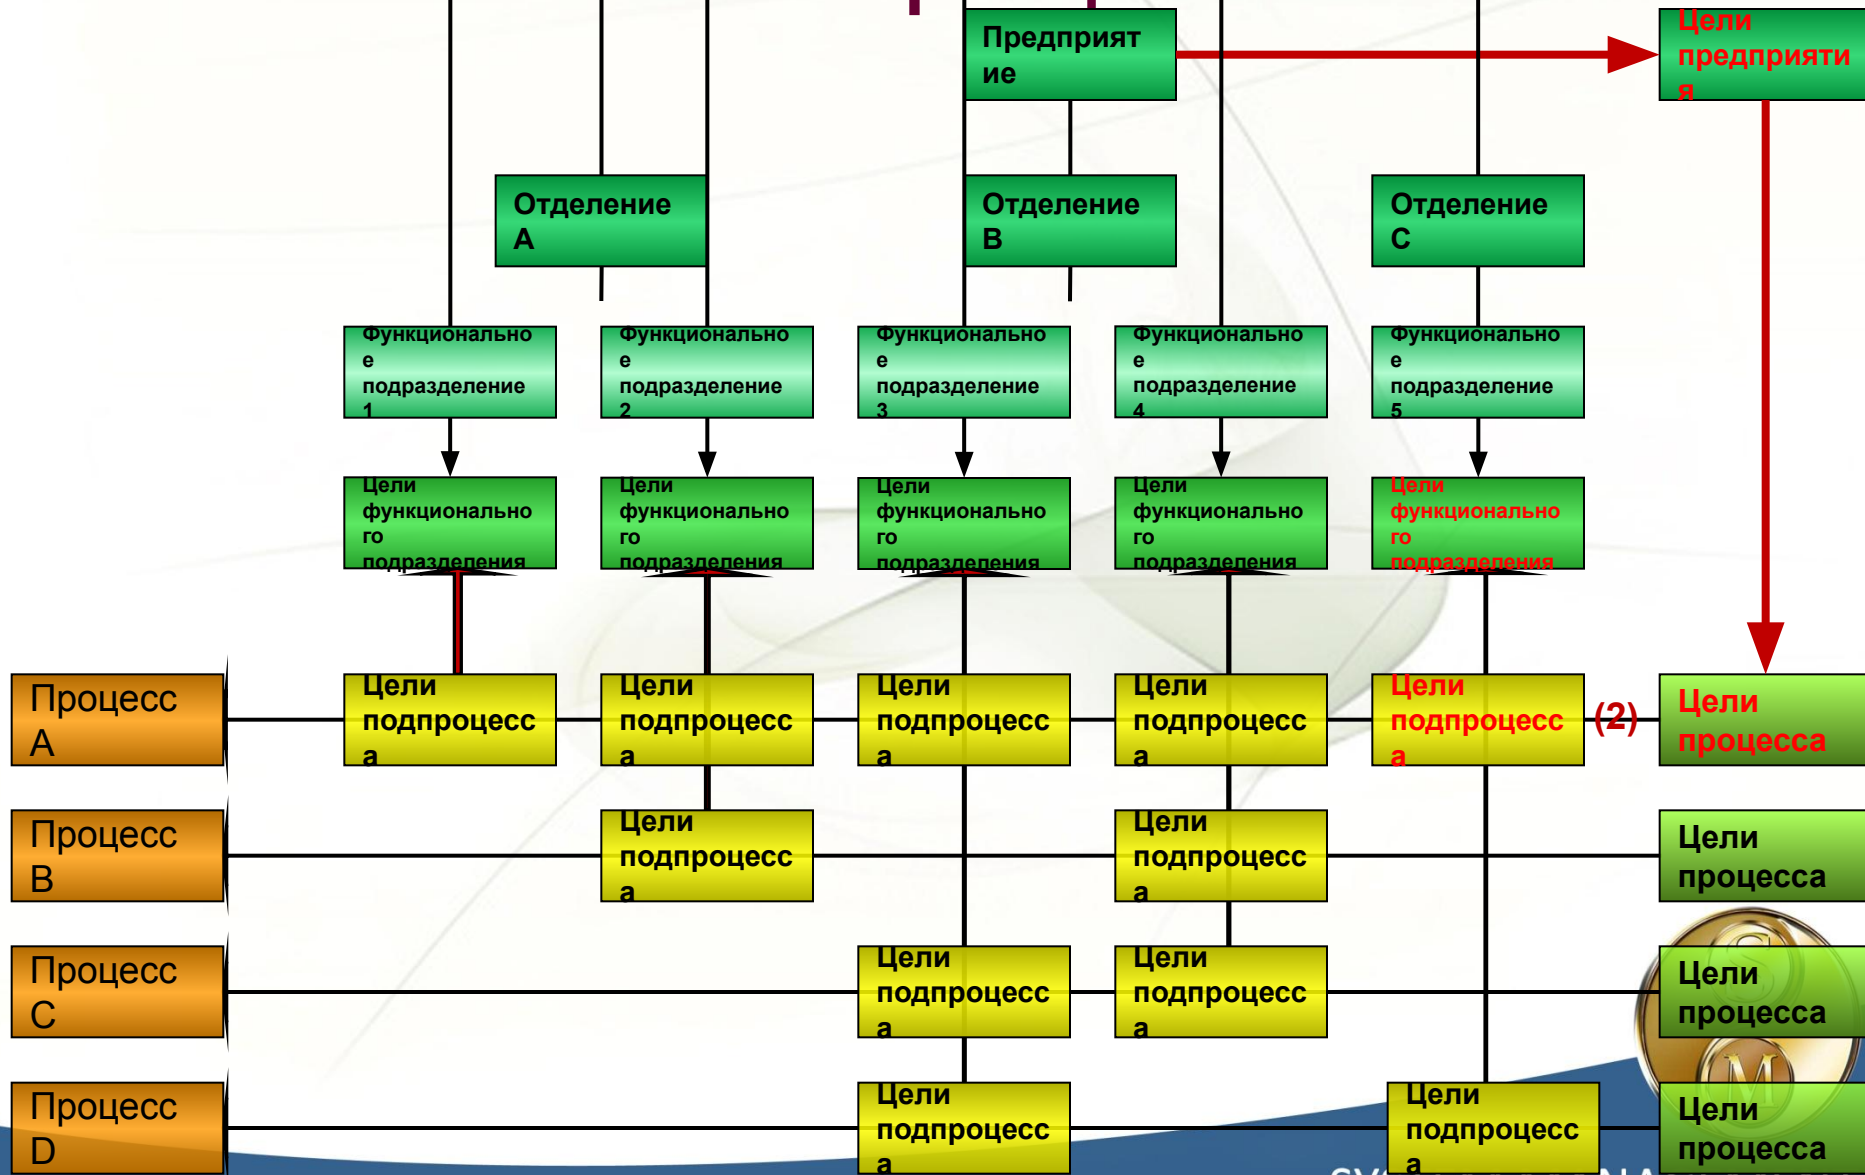 Предприят
ие
Цели
предприяти
я
Отделение
A
Отделение
B
Отделение
C
Функционально
е
подразделение
1
Функционально
е
подразделение
2
Функционально
е
подразделение
3
Функционально
е
подразделение
4
Функционально
е
подразделение
5
Цели
функционально
го
подразделения
Цели
функционально
го
подразделения
Цели
функционально
го
подразделения
Цели
функционально
го
подразделения
Цели
функционально
го
подразделения
Процесс
A
Цели
подпроцесс
а
Цели
подпроцесс
а
Цели
подпроцесс
а
Цели
подпроцесс
а
Цели
подпроцесс
а
(2)
Цели
процесса
Процесс
B
Цели
подпроцесс
а
Цели
подпроцесс
а
Цели
процесса
Процесс
C
Цели
подпроцесс
а
Цели
подпроцесс
а
Цели
процесса
S
M
Процесс
D
Цели
подпроцесс
а
Цели
подпроцесс
а
Цели
процесса